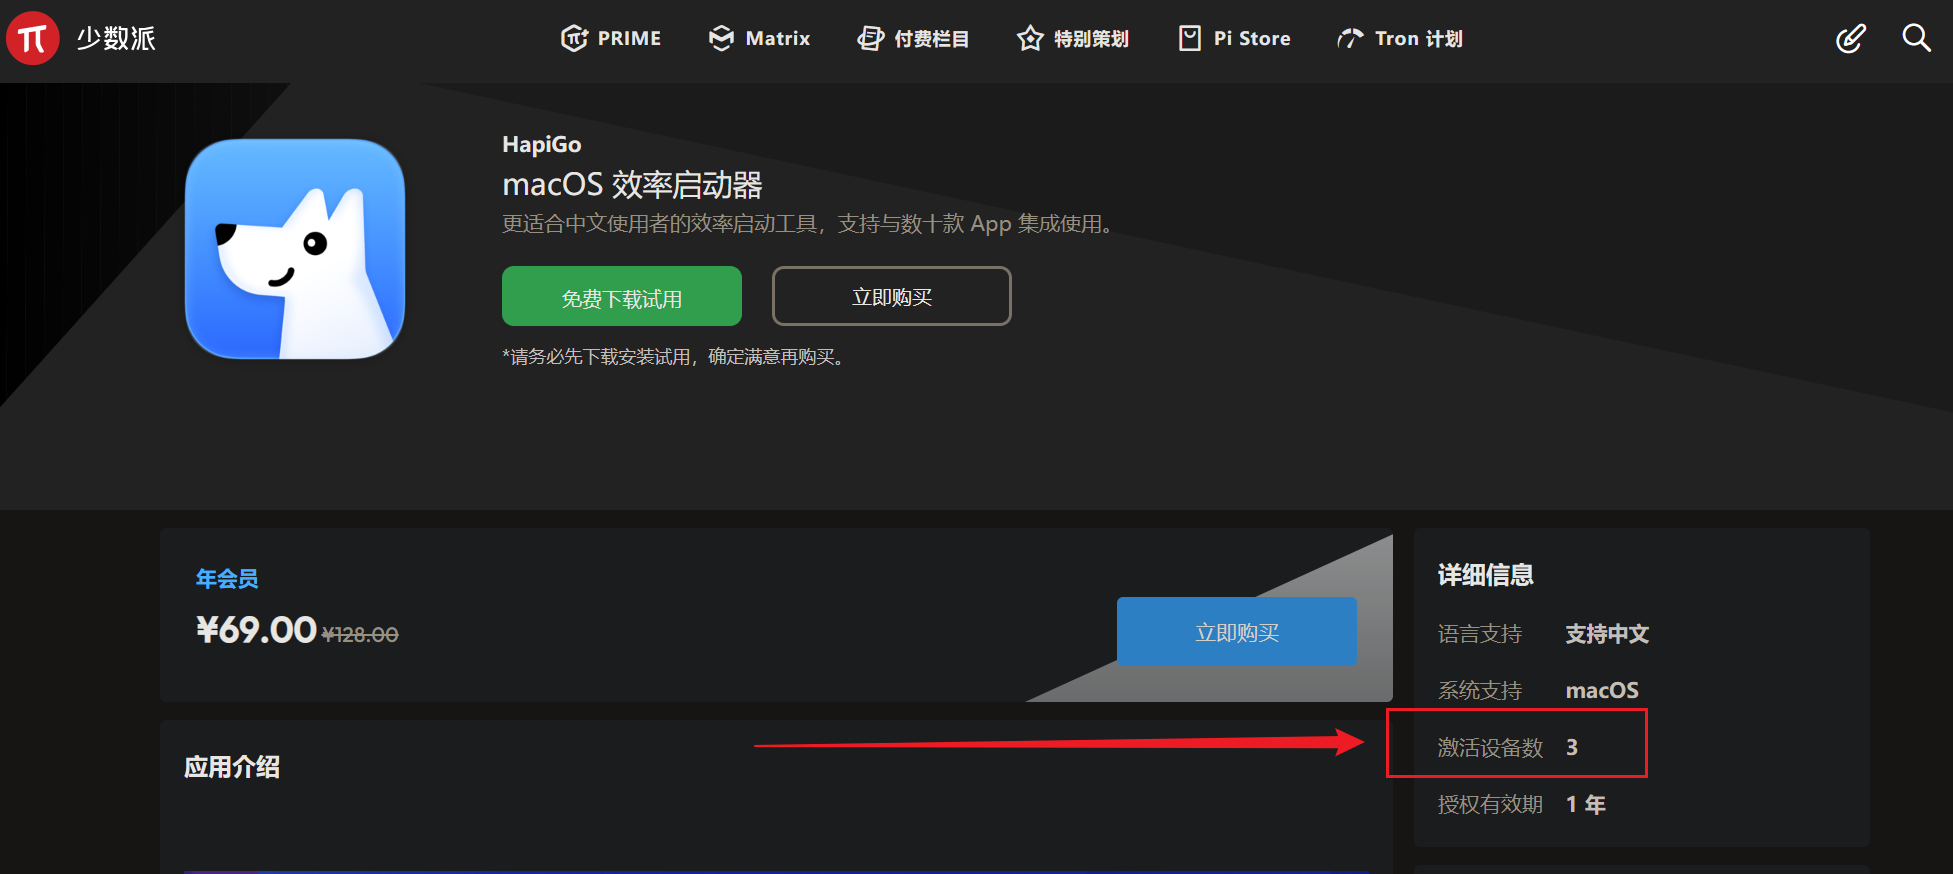 少数派
PRIME
Matrix
付费栏目
特别策划
Pi Store
Tron 计划
HapiGo
macOS 效率启动器
更适合中文使用者的效率启动工具，支持与数十款 App 集成使用。
免费下载试用
立即购买
*请务必先下载安装试用，确定满意再购买。
年会员
¥69.00 ¥128.00
立即购买
应用介绍
详细信息
语言支持 支持中文
系统支持 macOS
激活设备数 3
授权有效期 1 年